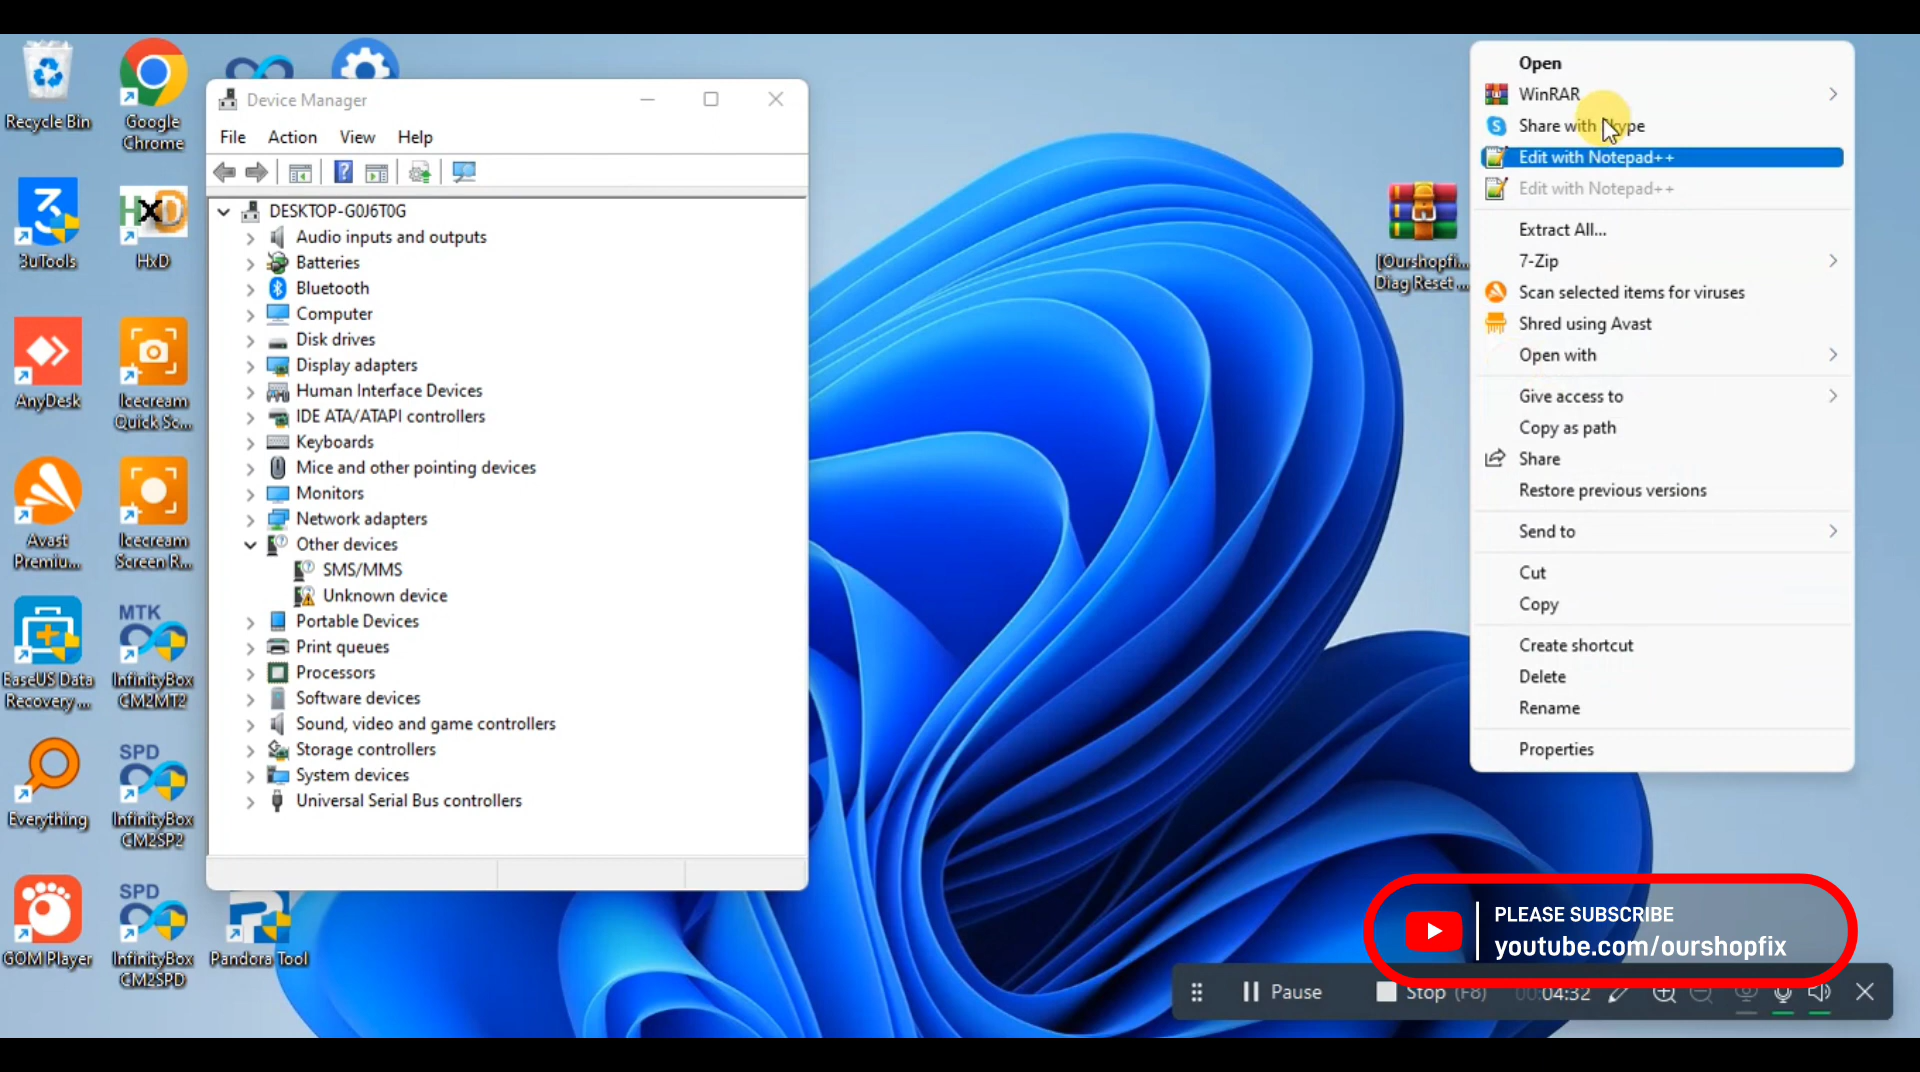 Recycle Bin
Google
Chrome
3uTools
HxD
AnyDesk
Icecream
Quick Sc...
Avast
Premiu...
Icecream
Screen R...
EaseUS Data
Recovery ...
MTK
InfinityBox
CM2MT2
Everything
SPD
InfinityBox
CM2SP2
GOM Player
SPD
InfinityBox
CM2SPD
Pandora Tool
Device Manager
File Action View Help
DESKTOP-G0J6T0G
Audio inputs and outputs
Batteries
Bluetooth
Computer
Disk drives
Display adapters
Human Interface Devices
IDE ATA/ATAPI controllers
Keyboards
Mice and other pointing devices
Monitors
Network adapters
Other devices
SMS/MMS
Unknown device
Portable Devices
Print queues
Processors
Software devices
Sound, video and game controllers
Storage controllers
System devices
Universal Serial Bus controllers
[Ourshopfi...
Diag Reset ...
Open
WinRAR
Share with Skype
Edit with Notepad++
Edit with Notepad++
Extract All...
7-Zip
Scan selected items for viruses
Shred using Avast
Open with
Give access to
Copy as path
Share
Restore previous versions
Send to
Cut
Copy
Create shortcut
Delete
Rename
Properties
PLEASE SUBSCRIBE
youtube.com/ourshopfix
Pause Stop (F8) 00:04:32